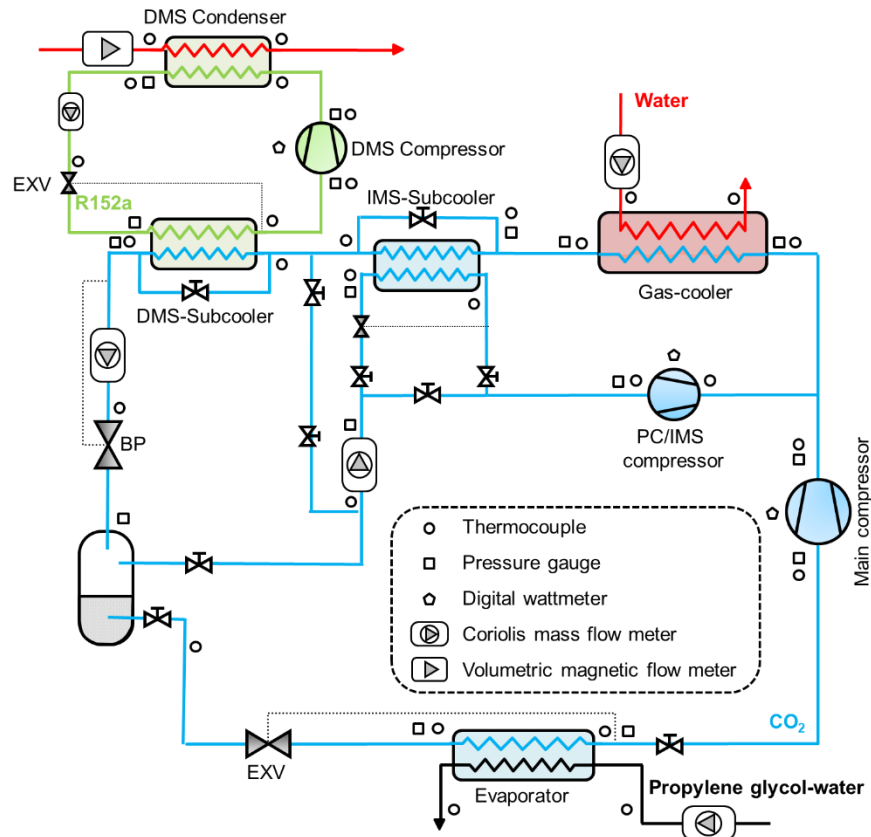 DMS Condenser
Water
DMS Compressor
EXV
R152a
IMS-Subcooler
Gas-cooler
DMS-Subcooler
BP
PC/IMS
compressor
Main compressor
Thermocouple
Pressure gauge
Digital wattmeter
Coriolis mass flow meter
Volumetric magnetic flow meter
CO₂
EXV
Evaporator
Propylene glycol-water